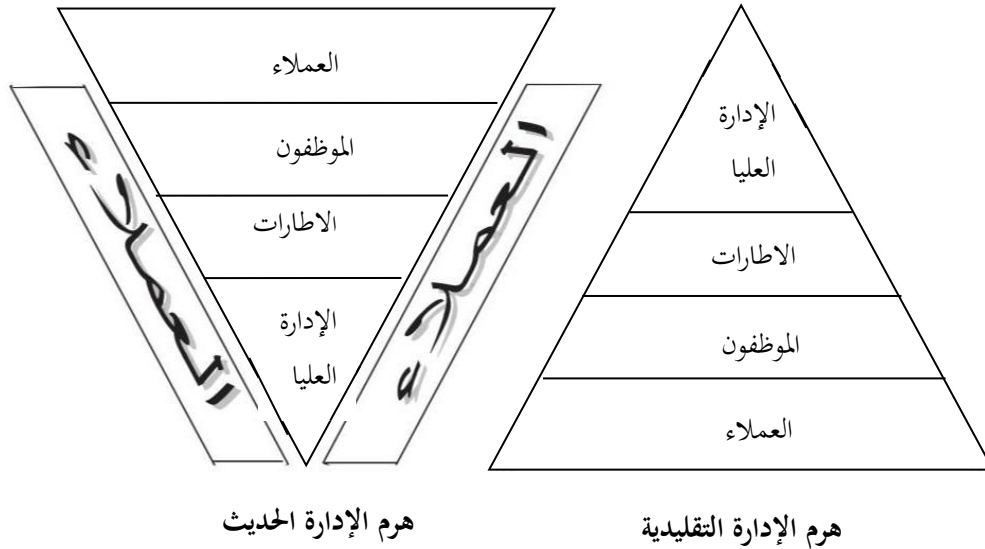 الإدارة
العليا
الاطارات
الموظفون
العملاء
هرم الإدارة التقليدية
العملاء
العملاء
الموظفون
الاطارات
الإدارة
العليا
العملاء
هرم الإدارة الحديث